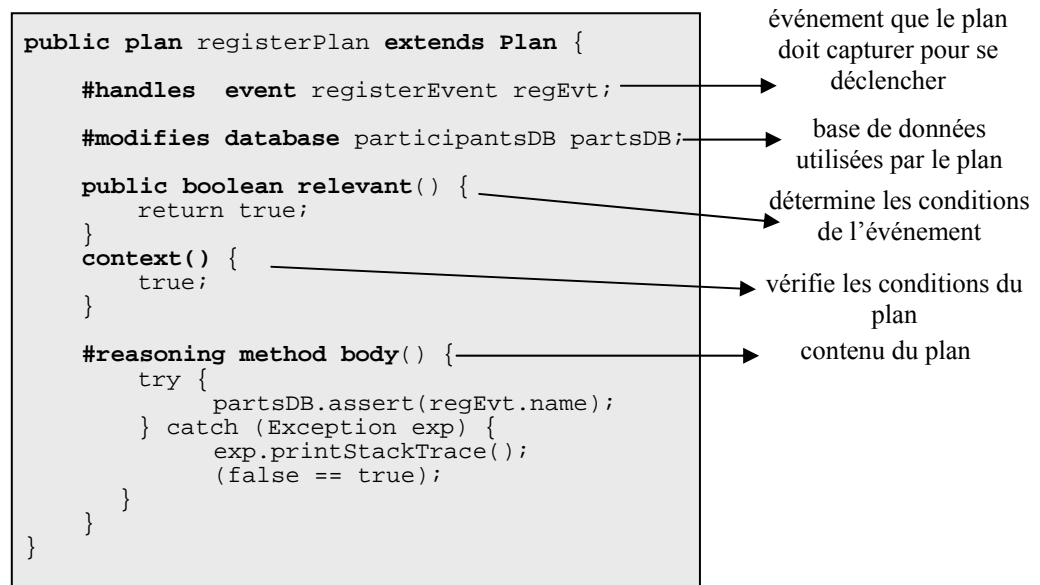 public plan registerPlan extends Plan {
#handles  event registerEvent regEvt;
#modifies database participantsDB partsDB;
public boolean relevant() {
return true;
}
context() {
true;
}
#reasoning method body() {
try {
partsDB.assert(regEvt.name);
} catch (Exception exp) {
exp.printStackTrace();
(false == true);
}
}
}
événement que le plan
doit capturer pour se
déclencher
base de données
utilisées par le plan
détermine les conditions
de l’événement
vérifie les conditions du
plan
contenu du plan